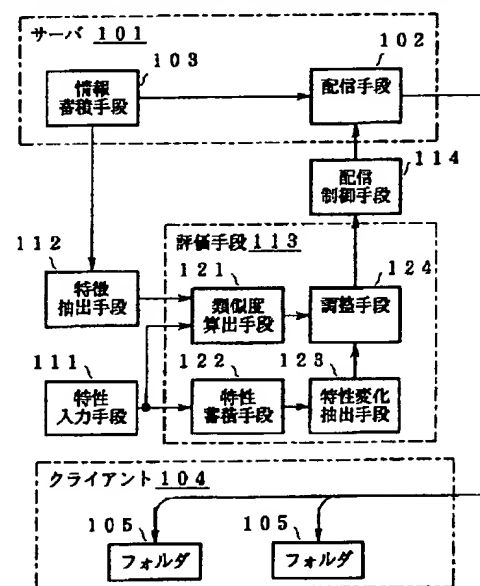 サーバ 101
103
情報
蓄積手段
102
配信手段
114
配信
制御手段
112
特徴
抽出手段
評価手段 113
121
類似度
算出手段
124
調整手段
111
特性
入力手段
122
特性
蓄積手段
123
特性変化
抽出手段
クライアント 104
105
フォルダ
105
フォルダ